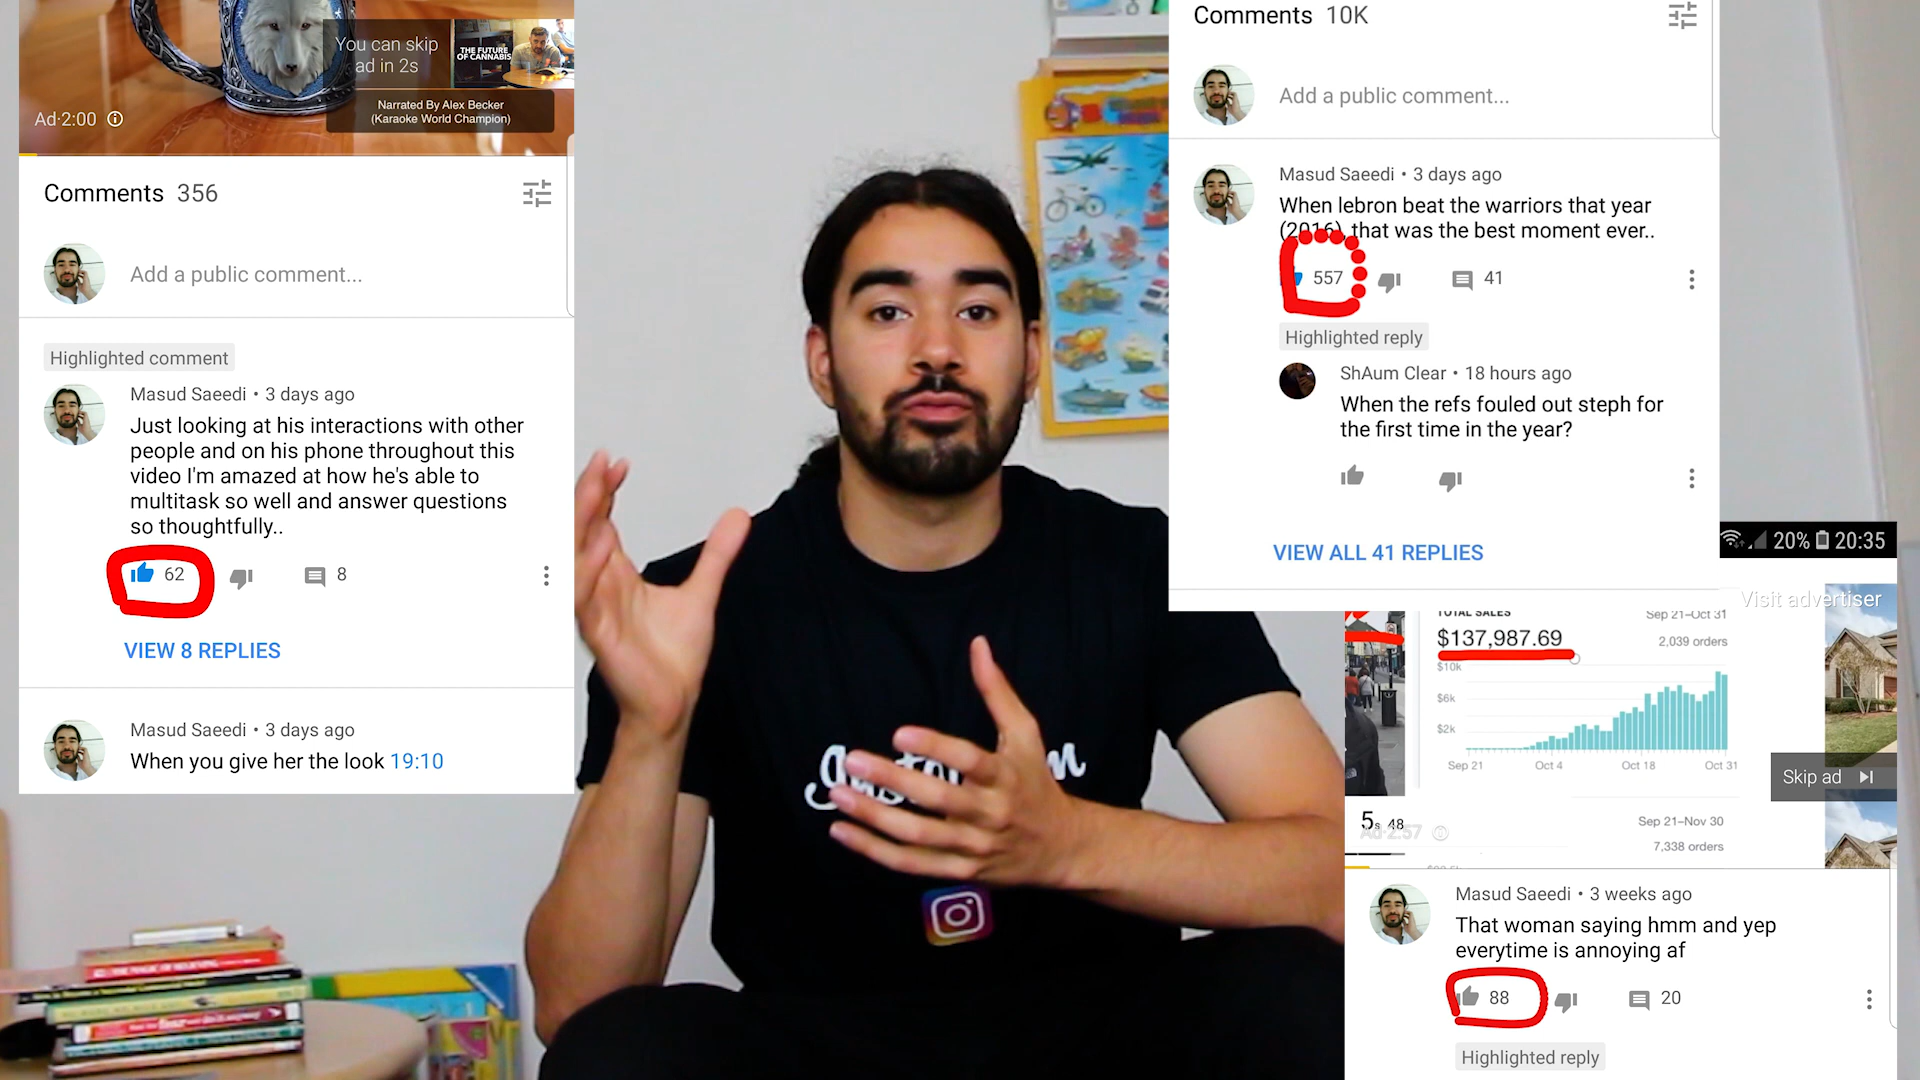 You can skip
ad in 2s
THE FUTURE
OF CANNABIS
Narrated By Alex Becker
(Karaoke World Champion)
Ad·2:00
Comments 356
Add a public comment...
Highlighted comment
Masud Saeedi • 3 days ago
Just looking at his interactions with other
people and on his phone throughout this
video I'm amazed at how he's able to
multitask so well and answer questions
so thoughtfully..
62
8
VIEW 8 REPLIES
Masud Saeedi • 3 days ago
When you give her the look 19:10
Comments 10K
Add a public comment...
Masud Saeedi • 3 days ago
When lebron beat the warriors that year
(2016), that was the best moment ever..
557
41
Highlighted reply
ShAum Clear • 18 hours ago
When the refs fouled out steph for
the first time in the year?
VIEW ALL 41 REPLIES
20% 20:35
Visit advertiser
TOTAL SALES
Sep 21–Oct 31
$137,987.69
2,039 orders
$10k
$6k
$2k
Sep 21 Oct 4 Oct 18 Oct 31
Skip ad
5s 48
Ad·2:57
Sep 21–Nov 30
7,338 orders
Masud Saeedi • 3 weeks ago
That woman saying hmm and yep
everytime is annoying af
88
20
Highlighted reply